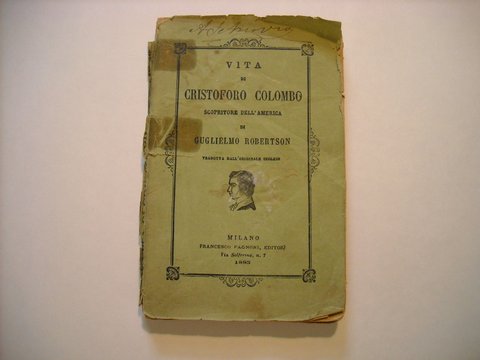 VITA
DI
CRISTOFORO COLOMBO
SCOPRITORE DELL'AMERICA
DI
GUGLIELMO ROBERTSON
TRADOTTA DALL'ORIGINALE INGLESE
MILANO
FRANCESCO PAGNONI, EDITORE
Via Solferino, n. 7